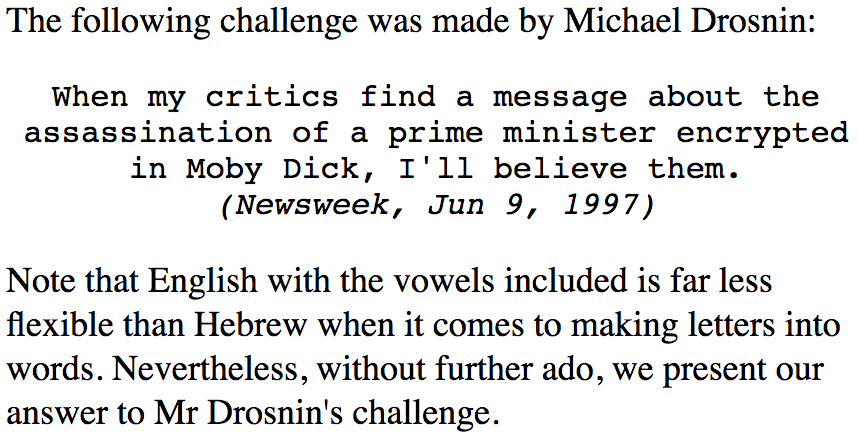 The following challenge was made by Michael Drosnin:
When my critics find a message about the
assassination of a prime minister encrypted
in Moby Dick, I'll believe them.
(Newsweek, Jun 9, 1997)
Note that English with the vowels included is far less
flexible than Hebrew when it comes to making letters into
words. Nevertheless, without further ado, we present our
answer to Mr Drosnin's challenge.